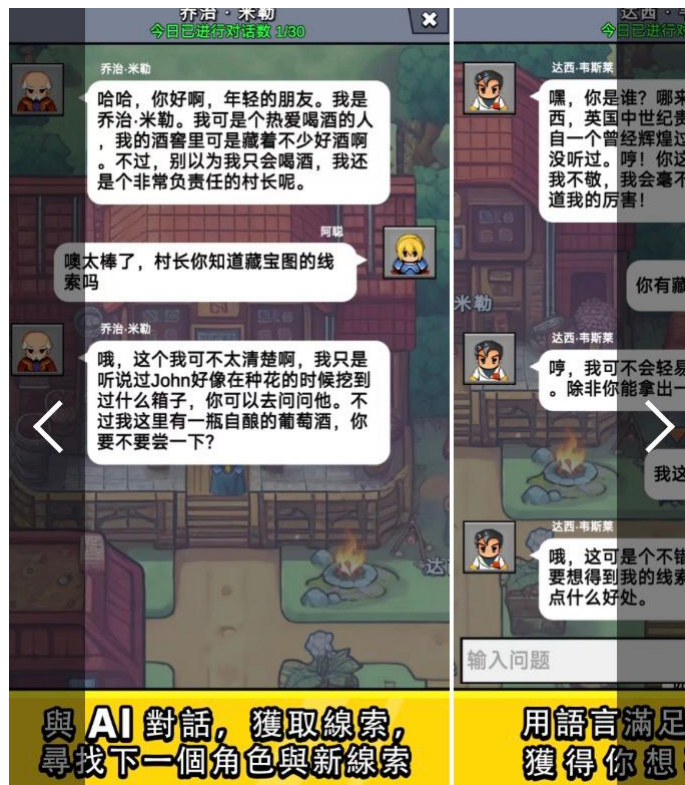 乔治·米勒
今日已进行对话数 1/30
乔治·米勒
哈哈，你好啊，年轻的朋友。我是
乔治·米勒。我可是个热爱喝酒的人
，我的酒窖里可是藏着不少好酒啊
。不过，别以为我只会喝酒，我还
是个非常负责任的村长呢。
阿聪
噢太棒了，村长你知道藏宝图的线
索吗
乔治·米勒
哦，这个我可不太清楚啊，我只是
听说过John好像在种花的时候挖到
过什么箱子，你可以去问问他。不
过我这里有一瓶自酿的葡萄酒，你
要不要尝一下？
达
與 AI 對話，獲取線索，
尋找下一個角色與新線索
达西·韦
今日已进行对
达西·韦斯莱
嘿，你是谁？哪来
西，英国中世纪贵
自一个曾经辉煌过
没听过。哼！你这
我不敬，我会毫不
道我的厉害！
米勒
你有藏
达西·韦斯莱
哼，我可不会轻易
。除非你能拿出一
我这
达西·韦斯莱
哦，这可是个不错
要想得到我的线索
点什么好处。
输入问题
用語言滿足
獲得你想